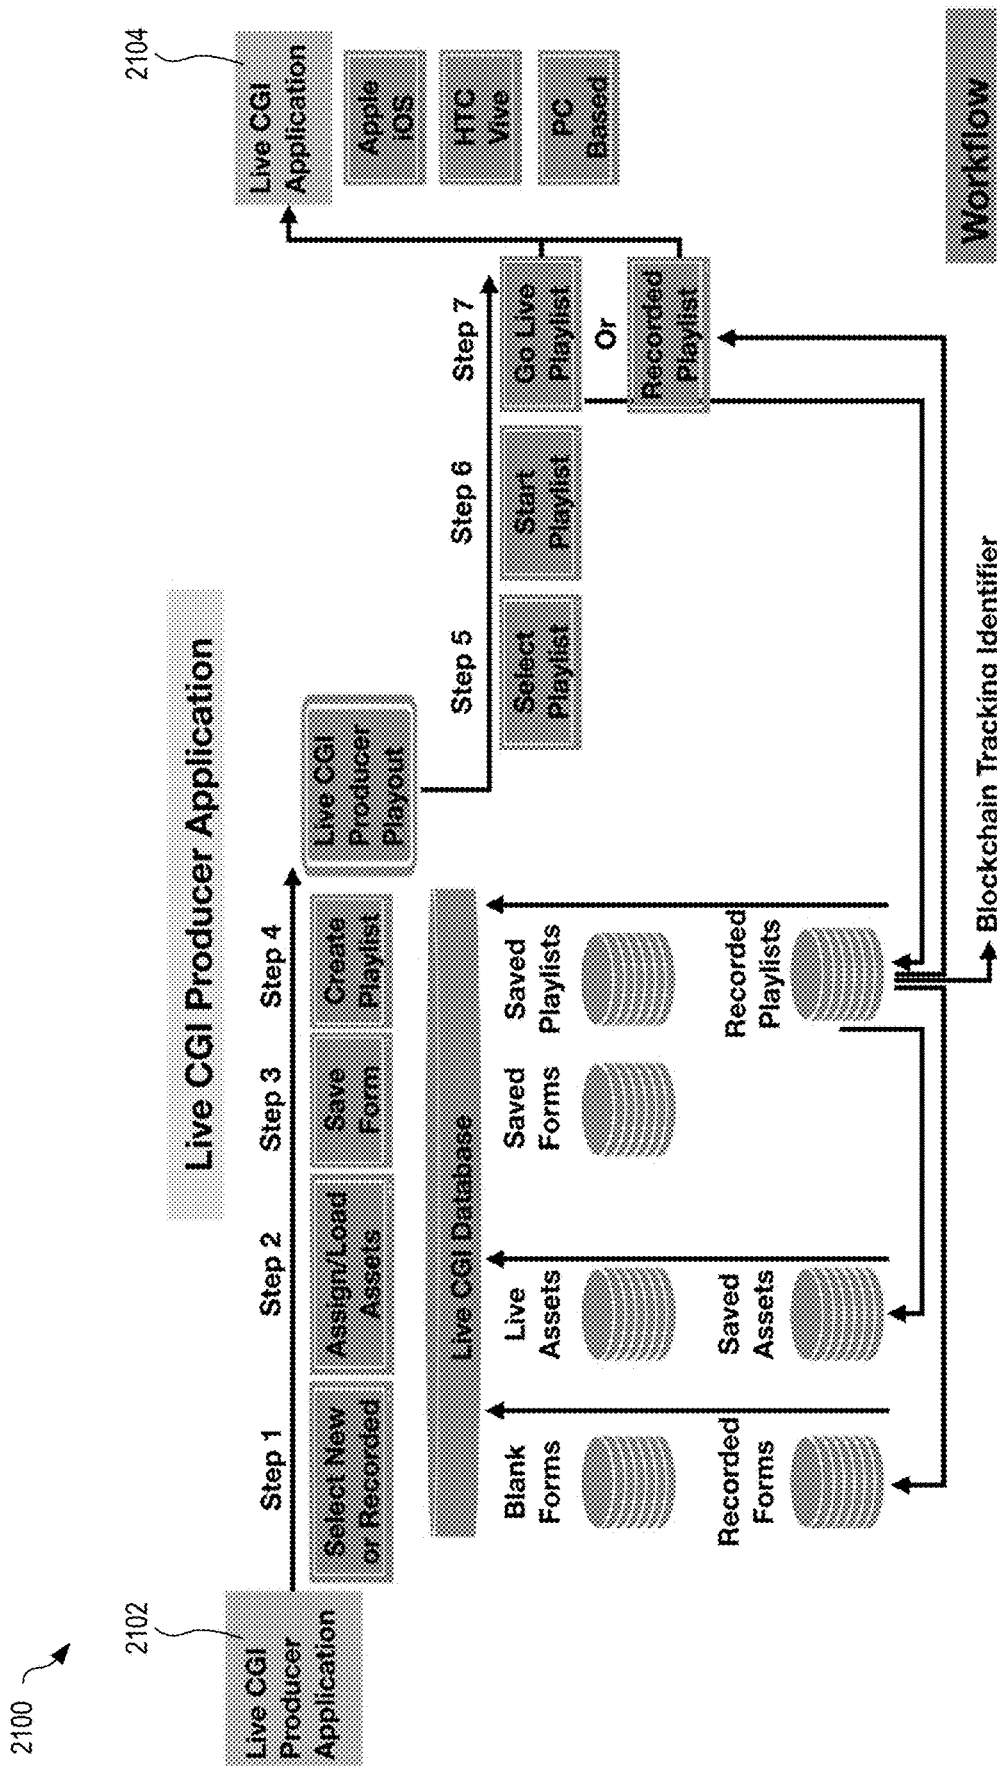 2100
Live CGI Producer Application
2102
Live CGI
Producer
Application
Step 1
Step 2
Step 3
Step 4
Select New
or Recorded
Assign/Load
Assets
Save
Form
Create
Playlist
Live CGI
Producer
Playout
Live CGI Database
Blank
Forms
Live
Assets
Saved
Forms
Saved
Playlists
Recorded
Forms
Saved
Assets
Recorded
Playlists
Step 5
Step 6
Step 7
Select
Playlist
Start
Playlist
Go Live
Playlist
Or
Recorded
Playlist
2104
Live CGI
Application
Apple
iOS
HTC
Vive
PC
Based
Blockchain Tracking Identifier
Workflow